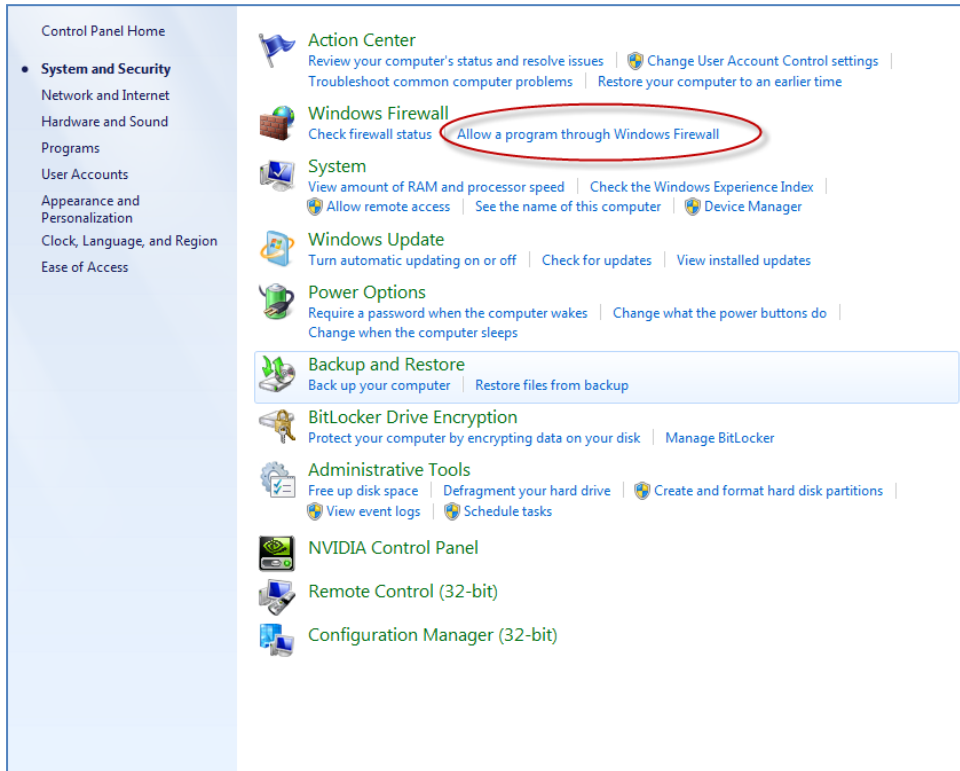 Control Panel Home
System and Security
Network and Internet
Hardware and Sound
Programs
User Accounts
Appearance and
Personalization
Clock, Language, and Region
Ease of Access
Action Center
Review your computer's status and resolve issues Change User Account Control settings
Troubleshoot common computer problems Restore your computer to an earlier time
Windows Firewall
Check firewall status Allow a program through Windows Firewall
System
View amount of RAM and processor speed Check the Windows Experience Index
Allow remote access See the name of this computer Device Manager
Windows Update
Turn automatic updating on or off Check for updates View installed updates
Power Options
Require a password when the computer wakes Change what the power buttons do
Change when the computer sleeps
Backup and Restore
Back up your computer Restore files from backup
BitLocker Drive Encryption
Protect your computer by encrypting data on your disk Manage BitLocker
Administrative Tools
Free up disk space Defragment your hard drive Create and format hard disk partitions
View event logs Schedule tasks
NVIDIA Control Panel
Remote Control (32-bit)
Configuration Manager (32-bit)